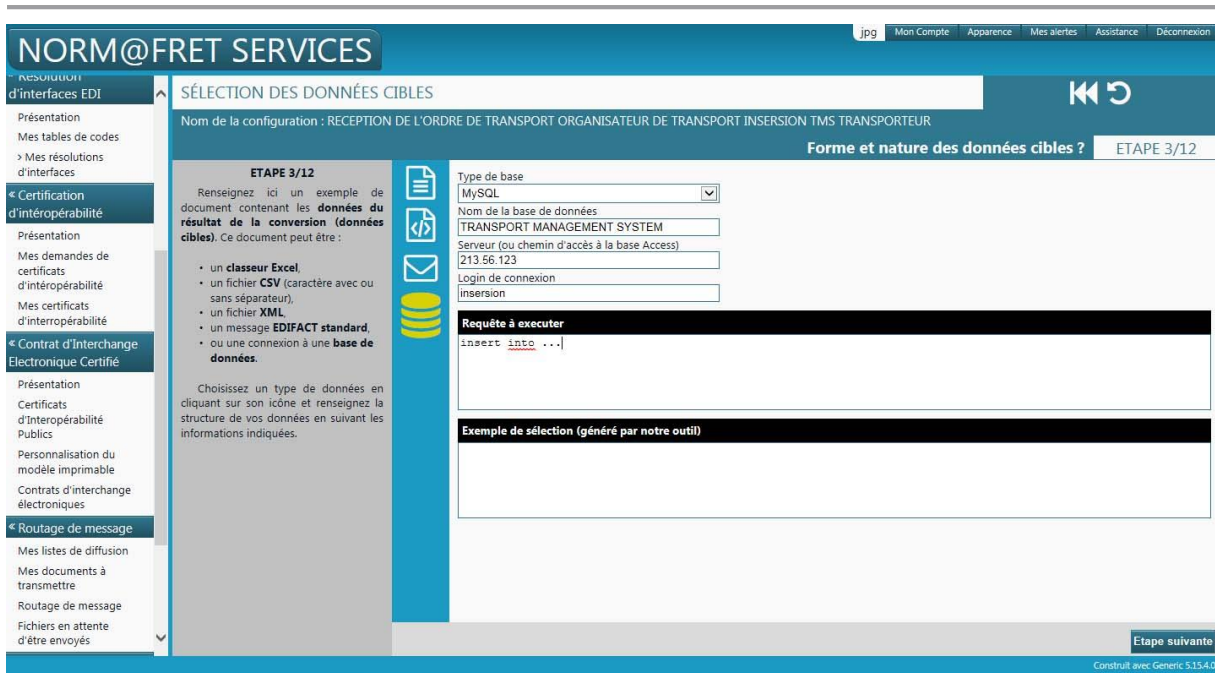 NORM@FRET SERVICES
jpg
Mon Compte
Apparence
Mes alertes
Assistance
Déconnexion
« Résolution
d'interfaces EDI
Présentation
Mes tables de codes
> Mes résolutions
d'interfaces
« Certification
d'intéropérabilité
Présentation
Mes demandes de
certificats
d'intéropérabilité
Mes certificats
d'interropérabilité
« Contrat d'Interchange
Electronique Certifié
Présentation
Certificats
d'Interopérabilité
Publics
Personnalisation du
modèle imprimable
Contrats d'interchange
électroniques
« Routage de message
Mes listes de diffusion
Mes documents à
transmettre
Routage de message
Fichiers en attente
d'être envoyés
SÉLECTION DES DONNÉES CIBLES
Nom de la configuration : RECEPTION DE L'ORDRE DE TRANSPORT ORGANISATEUR DE TRANSPORT INSERSION TMS TRANSPORTEUR
Forme et nature des données cibles ?
ETAPE 3/12
ETAPE 3/12
Renseignez ici un exemple de
document contenant les données du
résultat de la conversion (données
cibles). Ce document peut être :
• un classeur Excel,
• un fichier CSV (caractère avec ou
sans séparateur),
• un fichier XML,
• un message EDIFACT standard,
• ou une connexion à une base de
données.
Choisissez un type de données en
cliquant sur son icône et renseignez la
structure de vos données en suivant les
informations indiquées.
Type de base
MySQL
Nom de la base de données
TRANSPORT MANAGEMENT SYSTEM
Serveur (ou chemin d'accès à la base Access)
213.56.123
Login de connexion
insersion
Requête à executer
insert into ...
Exemple de sélection (généré par notre outil)
Etape suivante
Construit avec Generic 5.15.4.0